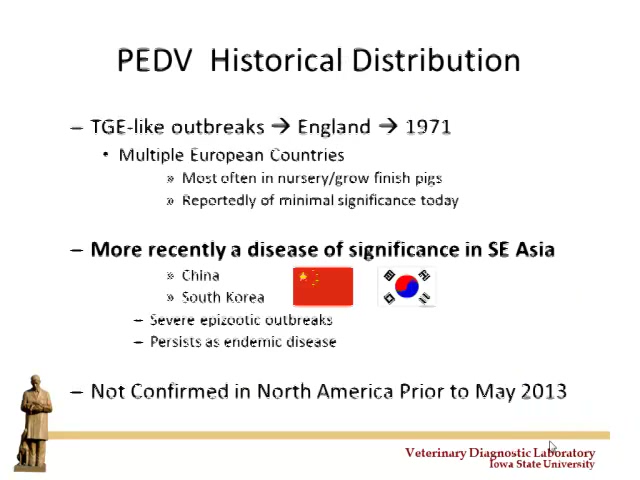 PEDV Historical Distribution
– TGE-like outbreaks → England → 1971
• Multiple European Countries
» Most often in nursery/grow finish pigs
» Reportedly of minimal significance today
– More recently a disease of significance in SE Asia
» China
» South Korea
– Severe epizootic outbreaks
– Persists as endemic disease
– Not Confirmed in North America Prior to May 2013
Veterinary Diagnostic Laboratory
Iowa State University